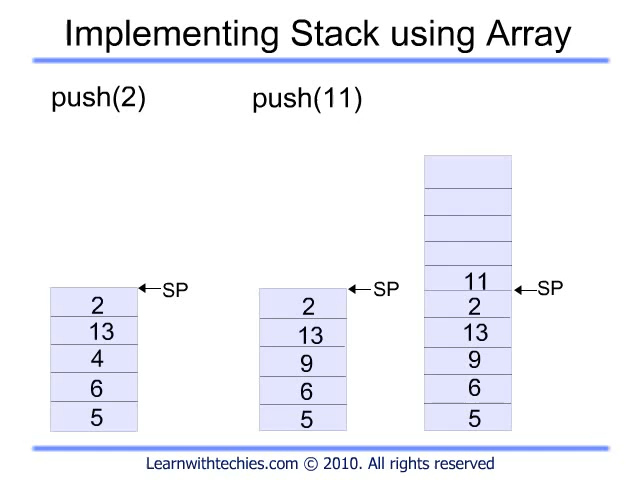 Implementing Stack using Array
push(2)
push(11)
SP
2
13
4
6
5
SP
2
13
9
6
5
11
SP
2
13
9
6
5
Learnwithtechies.com © 2010. All rights reserved